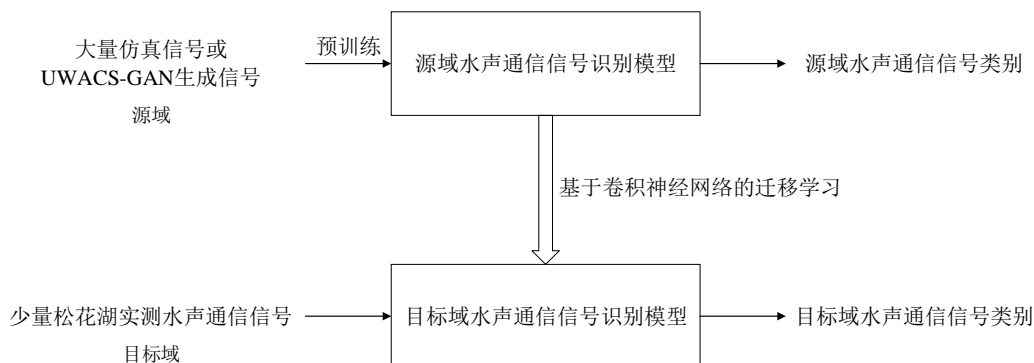 大量仿真信号或
UWACS-GAN生成信号
源域
预训练
源域水声通信信号识别模型
源域水声通信信号类别
基于卷积神经网络的迁移学习
少量松花湖实测水声通信信号
目标域
目标域水声通信信号识别模型
目标域水声通信信号类别